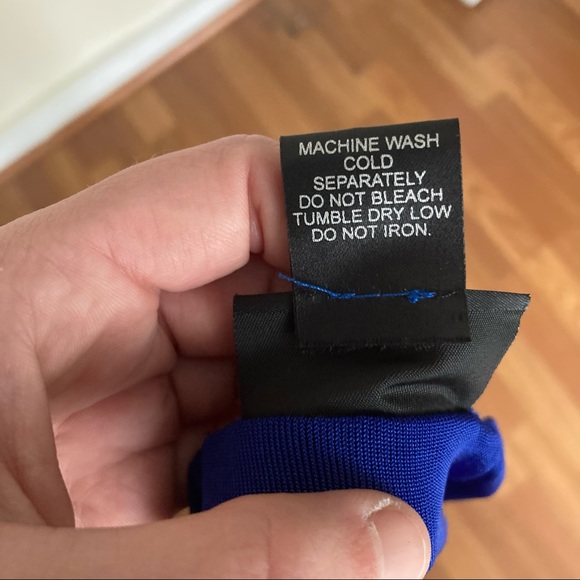 MACHINE WASH
COLD
SEPARATELY
DO NOT BLEACH
TUMBLE DRY LOW
DO NOT IRON.